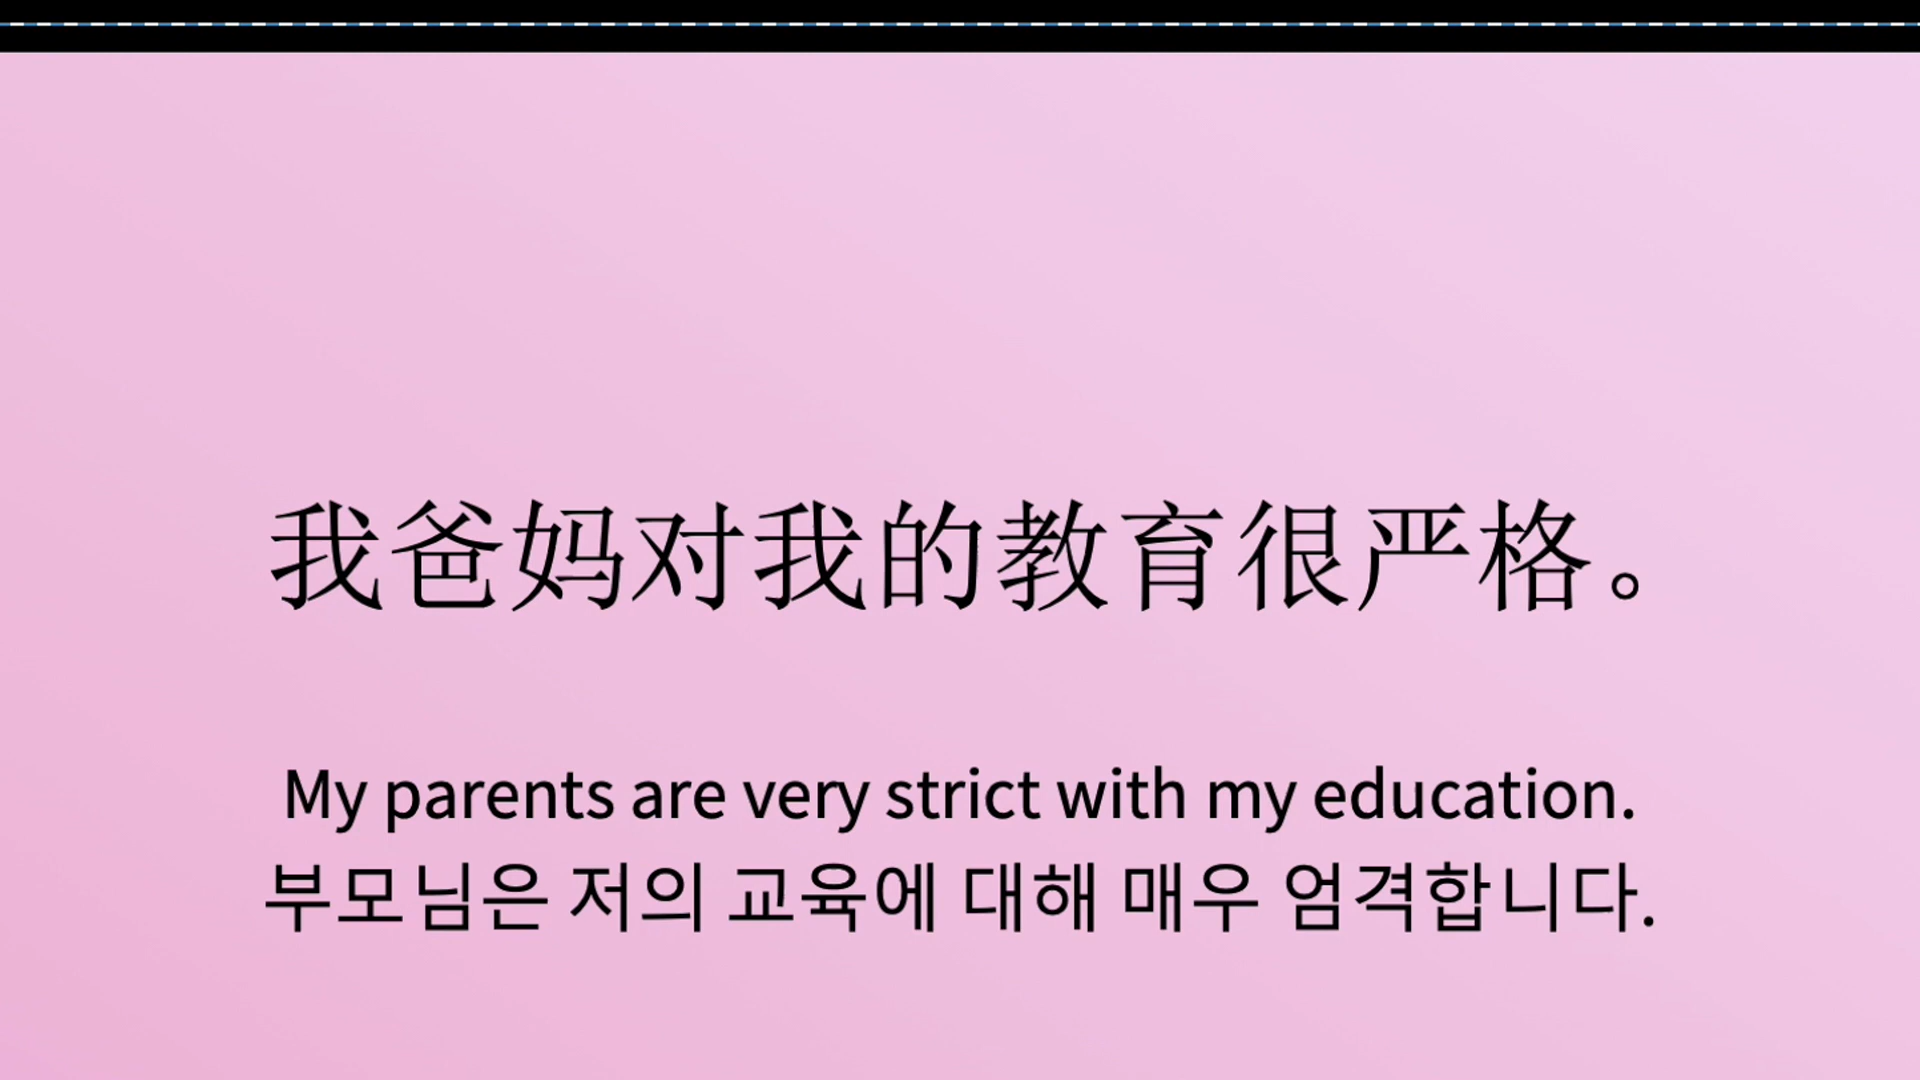 我爸妈对我的教育很严格。
My parents are very strict with my education.
부모님은 저의 교육에 대해 매우 엄격합니다.